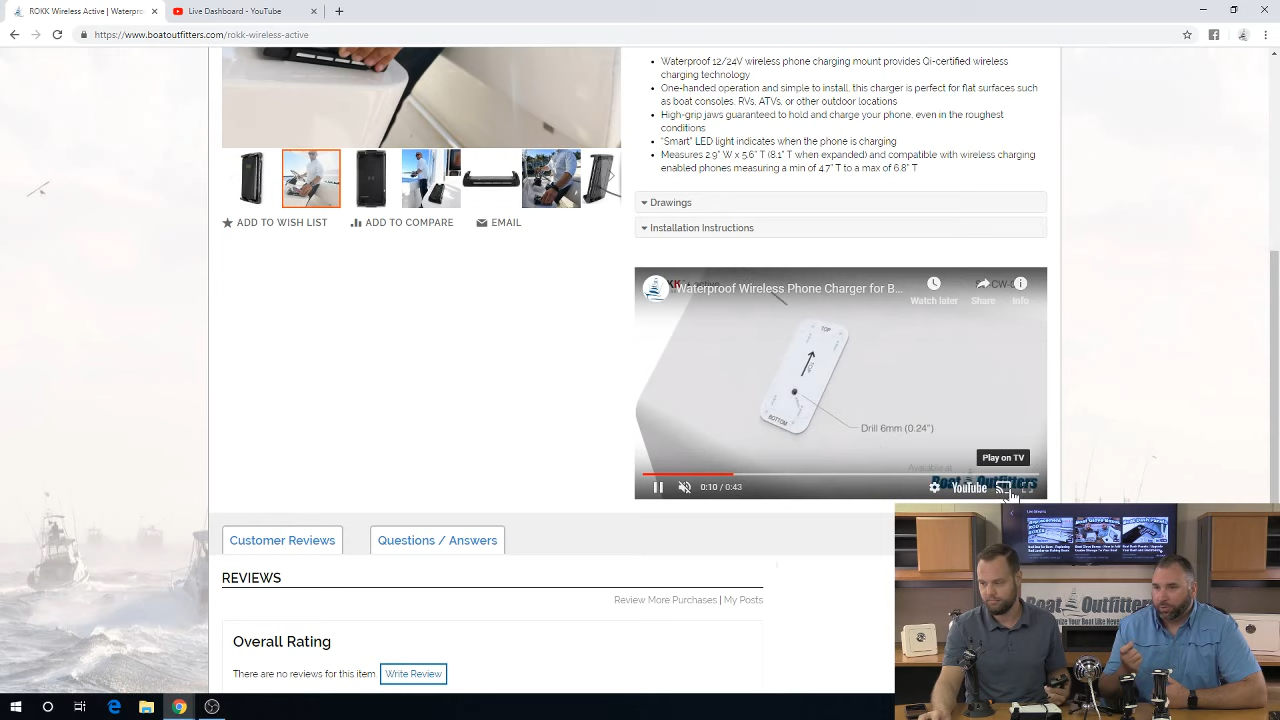 ROKK Wireless Active | Waterpro
Live Dashboard - YouTube
https://www.boatoutfitters.com/rokk-wireless-active
Waterproof 12/24V wireless phone charging mount provides Qi-certified wireless
charging technology
One-handed operation and simple to install, this charger is perfect for flat surfaces such
as boat consoles, RVs, ATVs, or other outdoor locations
High-grip jaws guaranteed to hold and charge your phone, even in the roughest
conditions
"Smart" LED light indicates when the phone is charging
Measures 2.9" W x 5.6" T (8.1" T when expanded) and compatible with wireless charging
enabled phones measuring a min of 4.7" T to a max of 6.8" T
ADD TO WISH LIST
ADD TO COMPARE
EMAIL
Drawings
Installation Instructions
Waterproof Wireless Phone Charger for B...
Watch later
Share
Info
TOP
BOTTOM
Drill 6mm (0.24")
Play on TV
Available at
Boat Outfitters
0:10 / 0:43
YouTube
Customer Reviews
Questions / Answers
REVIEWS
Review More Purchases | My Posts
Overall Rating
There are no reviews for this item.
Write Review
Live Streams
Boat Outfitters